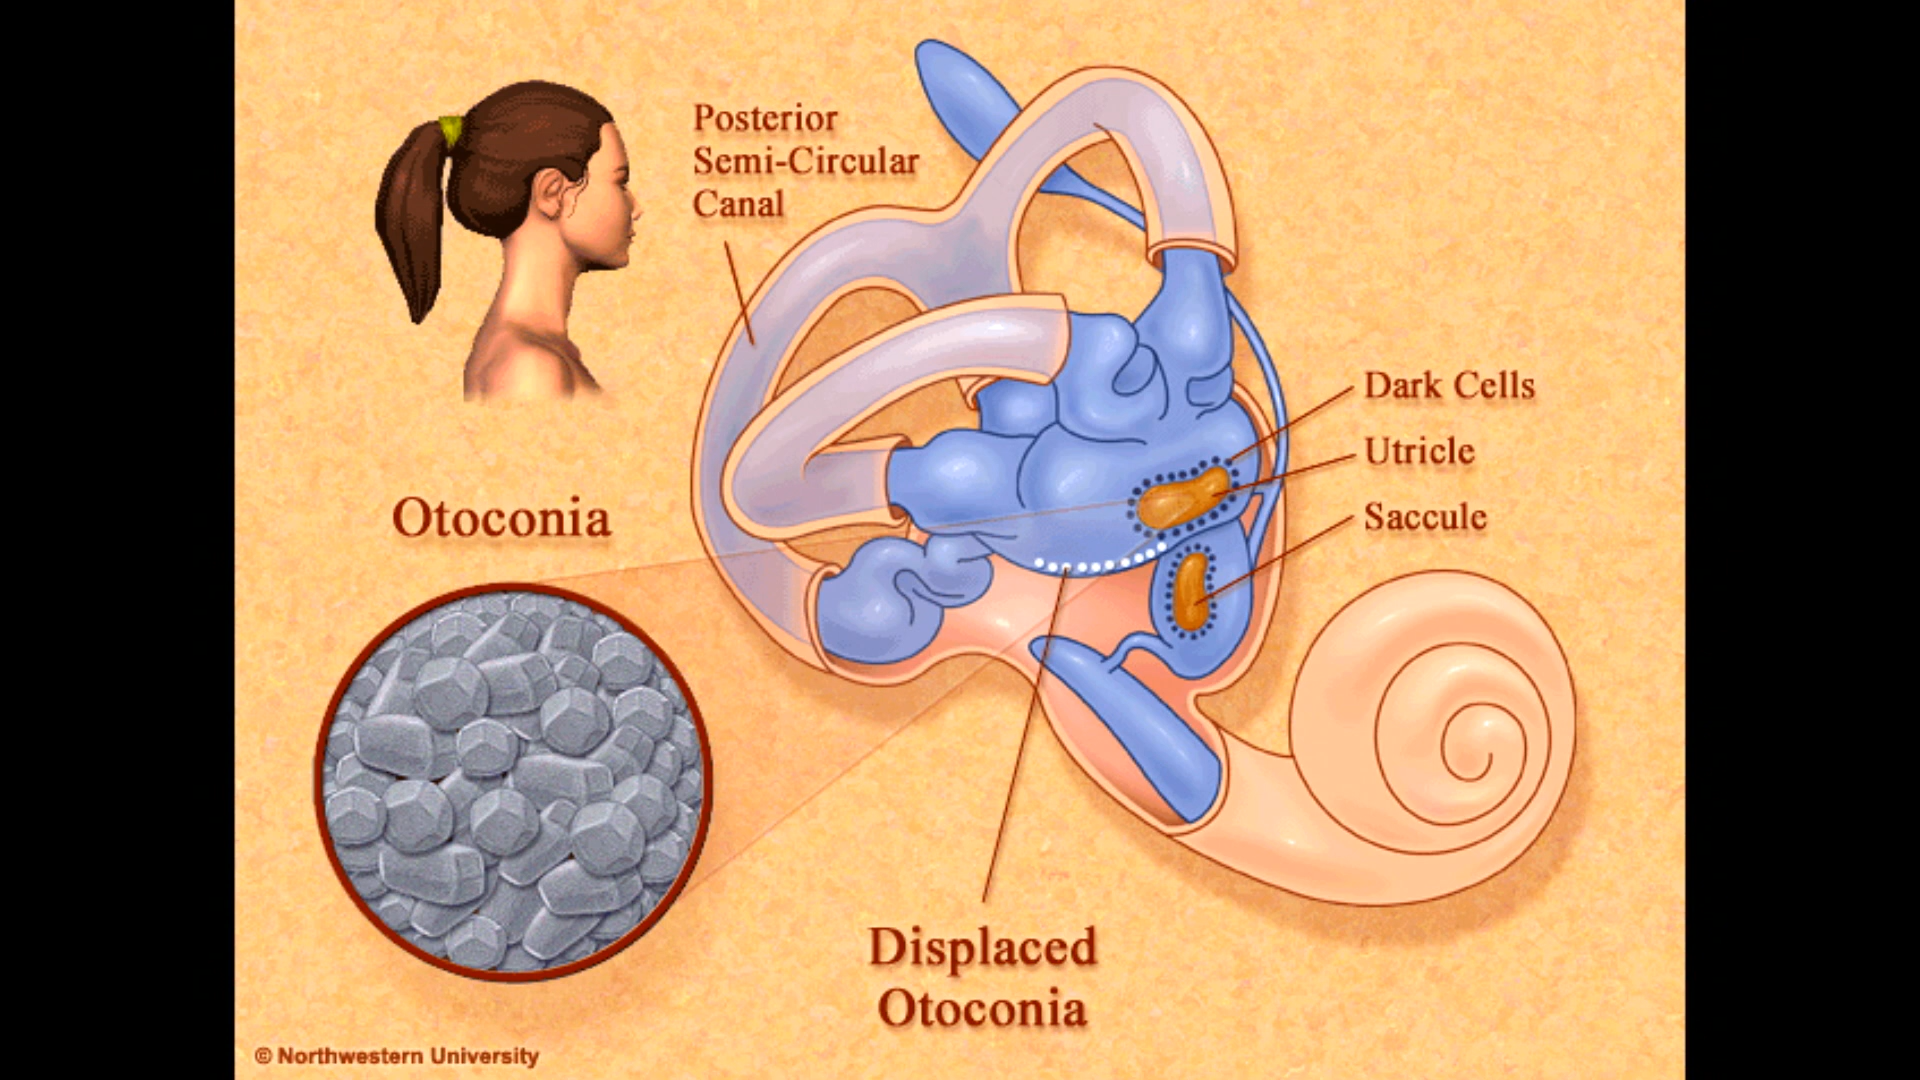 Posterior
Semi-Circular
Canal
Dark Cells
Utricle
Saccule
Otoconia
Displaced
Otoconia
© Northwestern University